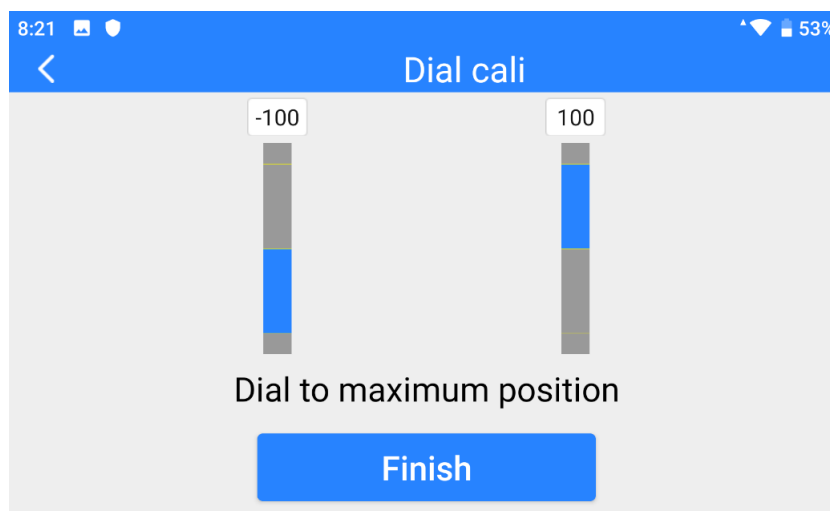 8:21 53%
Dial cali
-100 100
Dial to maximum position
Finish